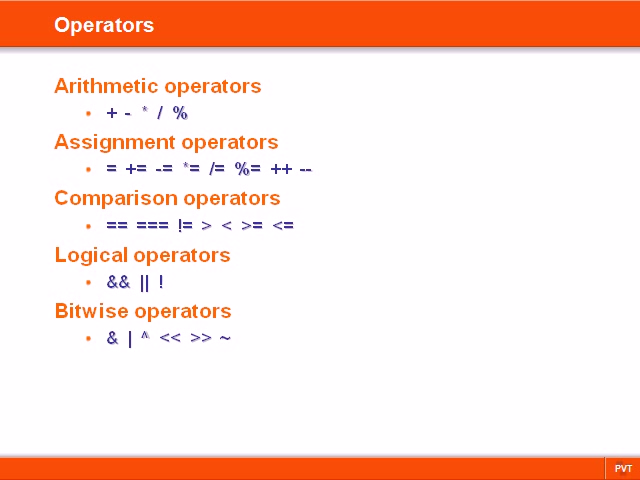 Operators
Arithmetic operators
• + - * / %
Assignment operators
• = += -= *= /= %= ++ --
Comparison operators
• == === != > < >= <=
Logical operators
• && || !
Bitwise operators
• & | ^ << >> ~
PVT